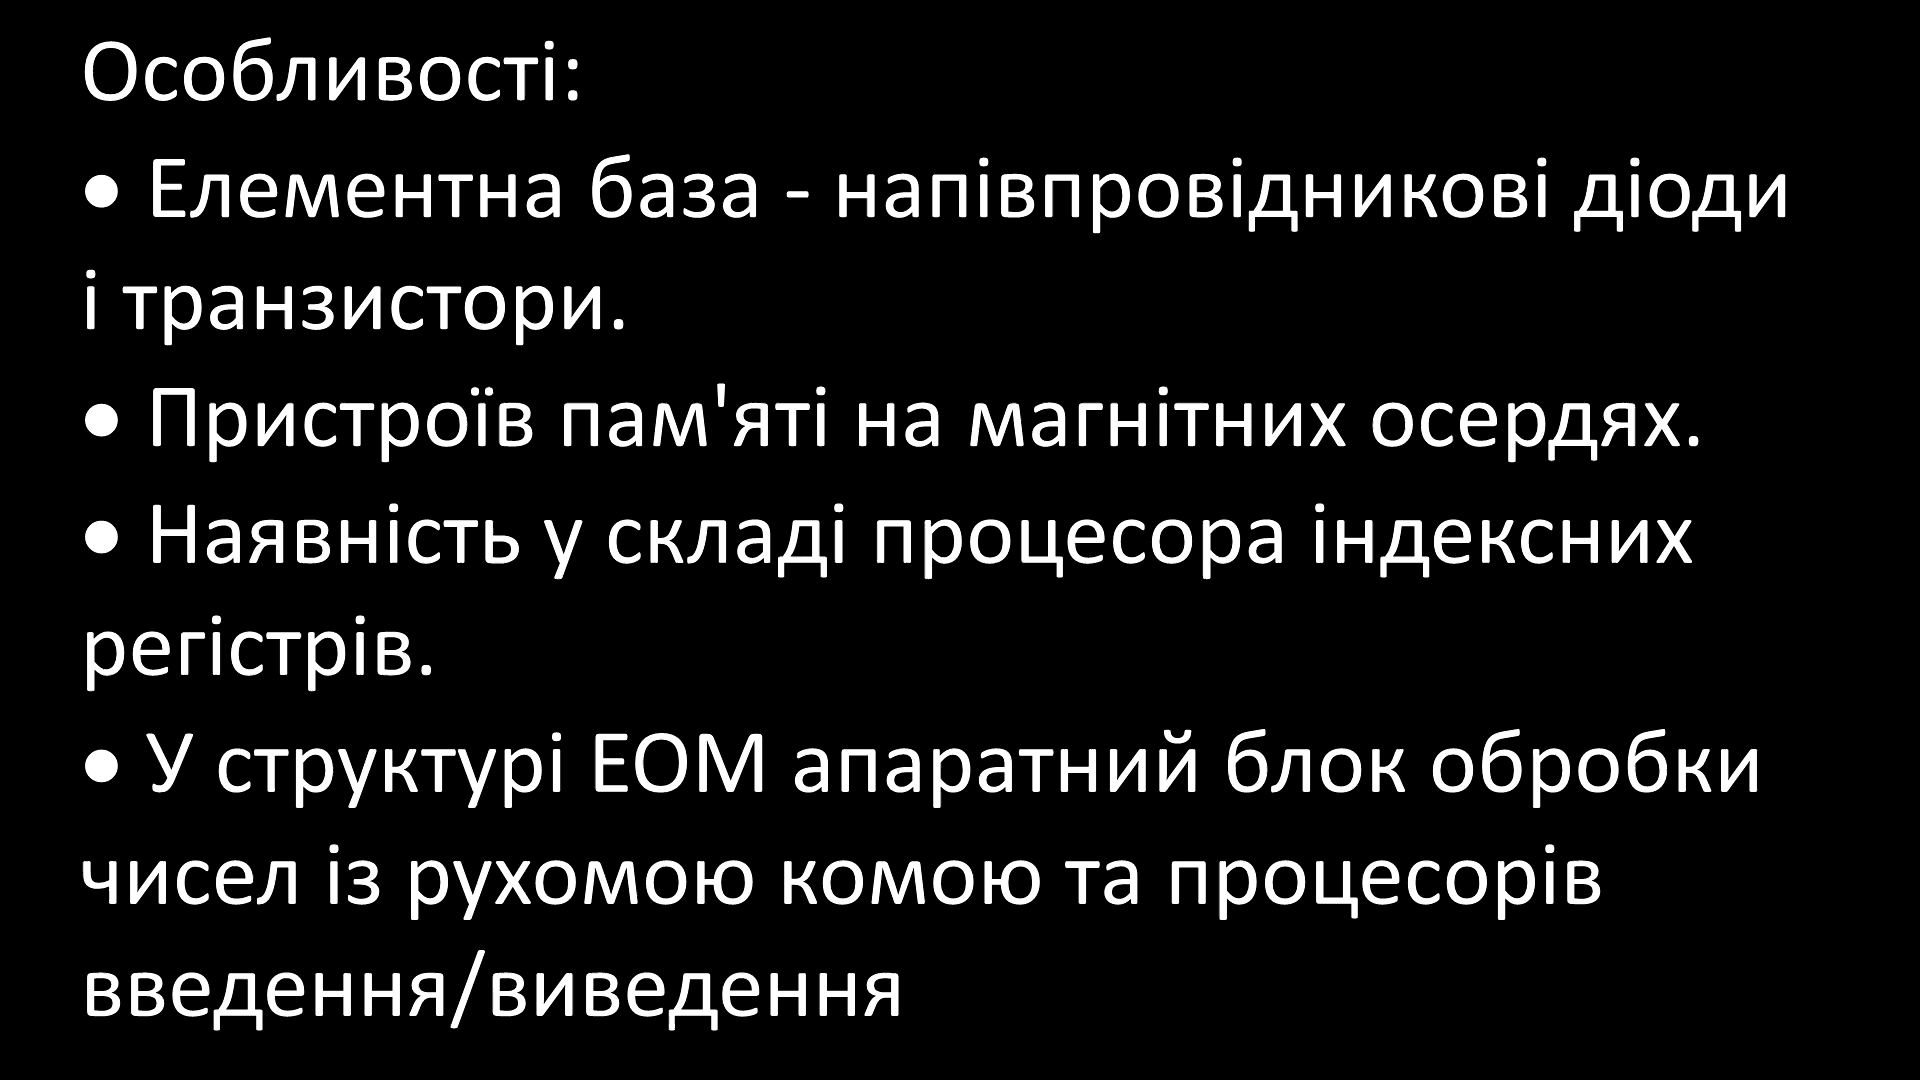 Особливості:
• Елементна база - напівпровідникові діоди
і транзистори.
• Пристроїв пам'яті на магнітних осердях.
• Наявність у складі процесора індексних
регістрів.
• У структурі ЕОМ апаратний блок обробки
чисел із рухомою комою та процесорів
введення/виведення